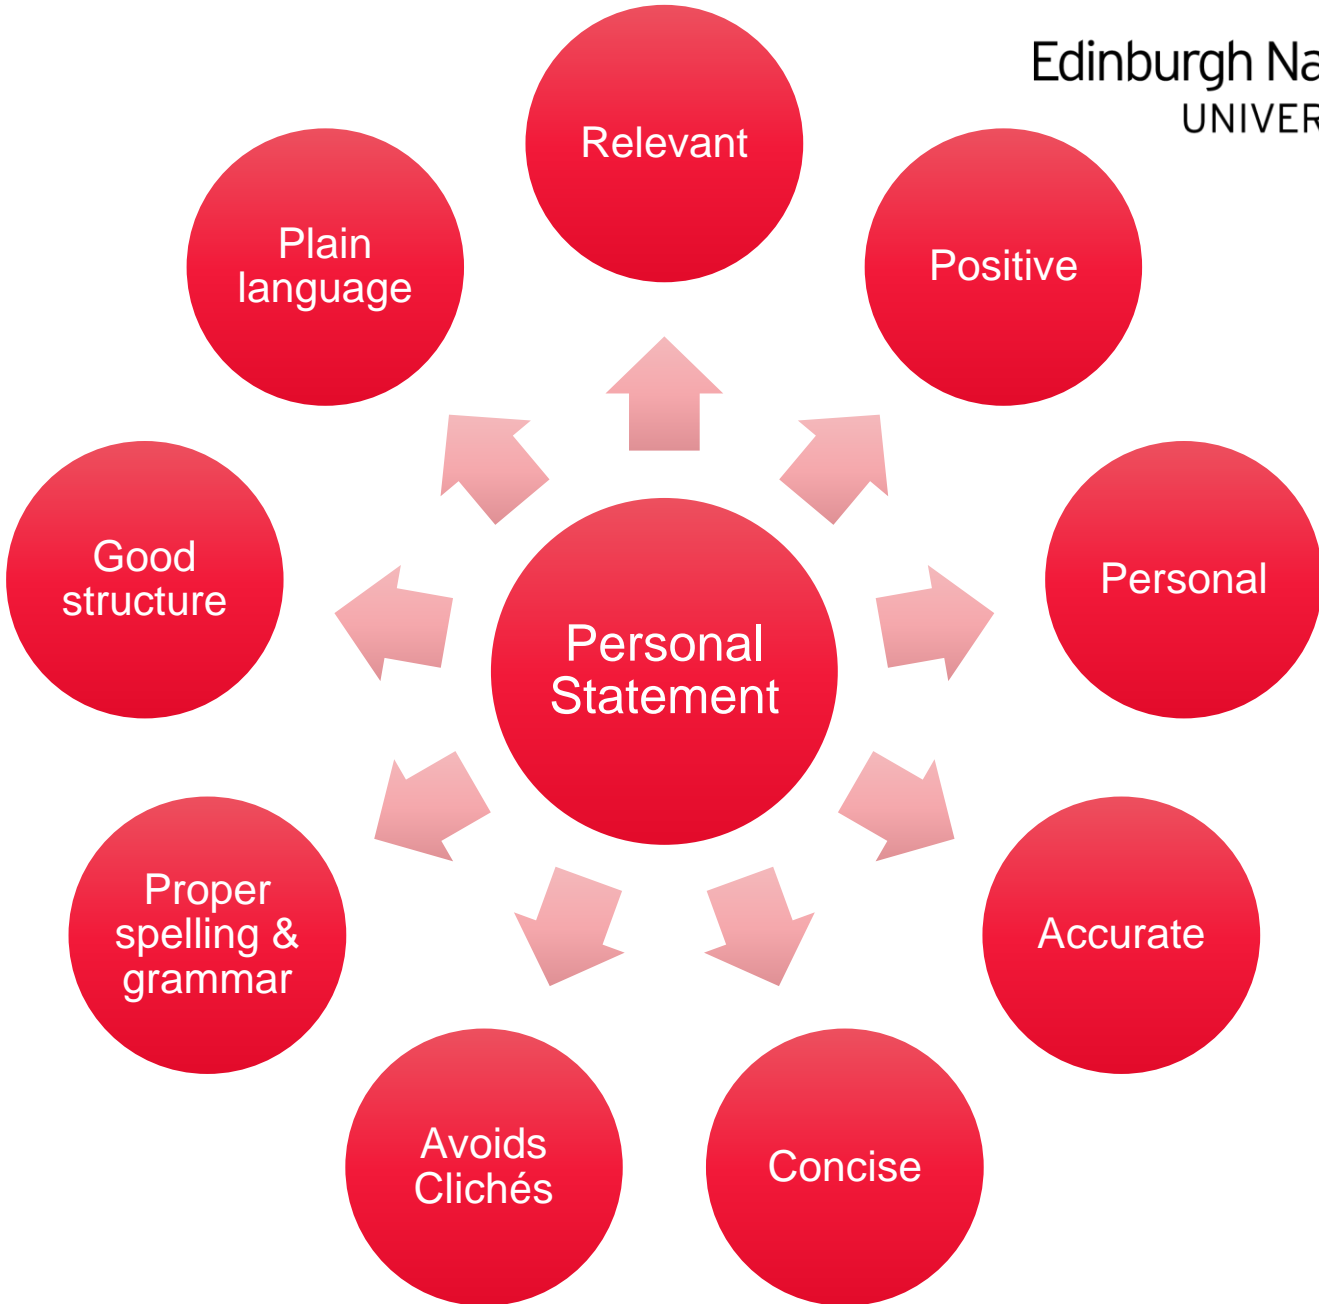 Edinburgh Na
UNIVER
Relevant
Positive
Personal
Accurate
Concise
Avoids
Clichés
Proper
spelling &
grammar
Good
structure
Plain
language
Personal
Statement